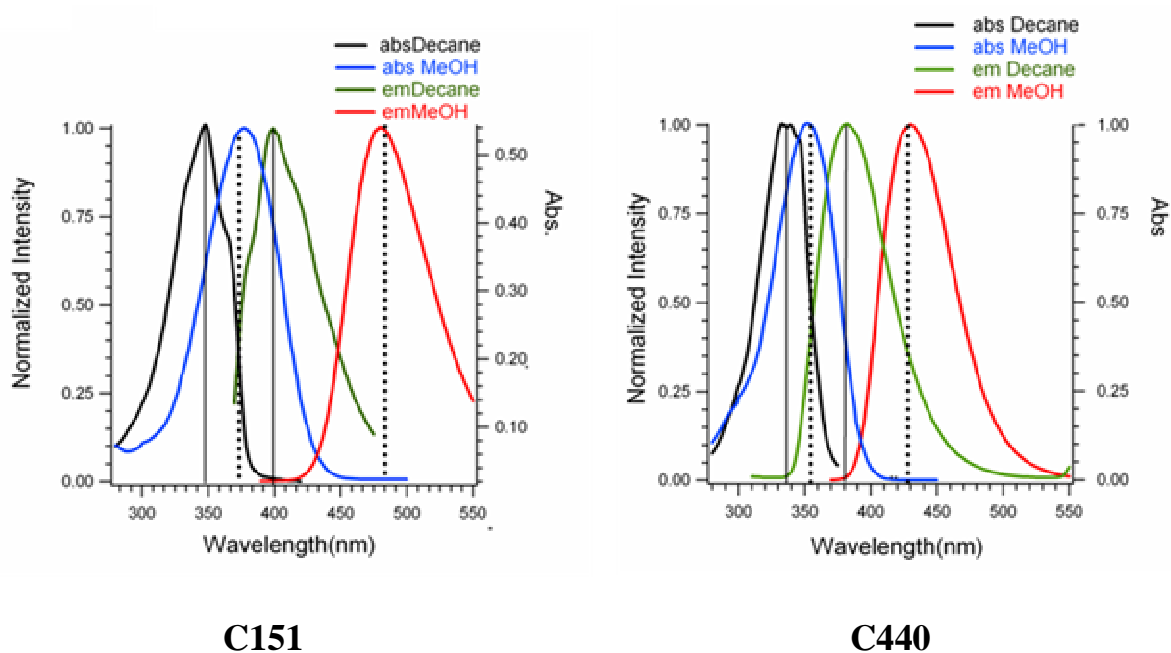 absDecane
abs MeOH
emDecane
emMeOH
1.00
0.75
0.50
0.25
0.00
Normalized Intensity
0.50
0.40
0.30
0.20
0.10
Abs.
300 350 400 450 500 550
Wavelength(nm)
C151
abs Decane
abs MeOH
em Decane
em MeOH
1.00
0.75
0.50
0.25
0.00
Normalized Intensity
1.00
0.75
0.50
0.25
0.00
Abs
300 350 400 450 500 550
Wavelength(nm)
C440